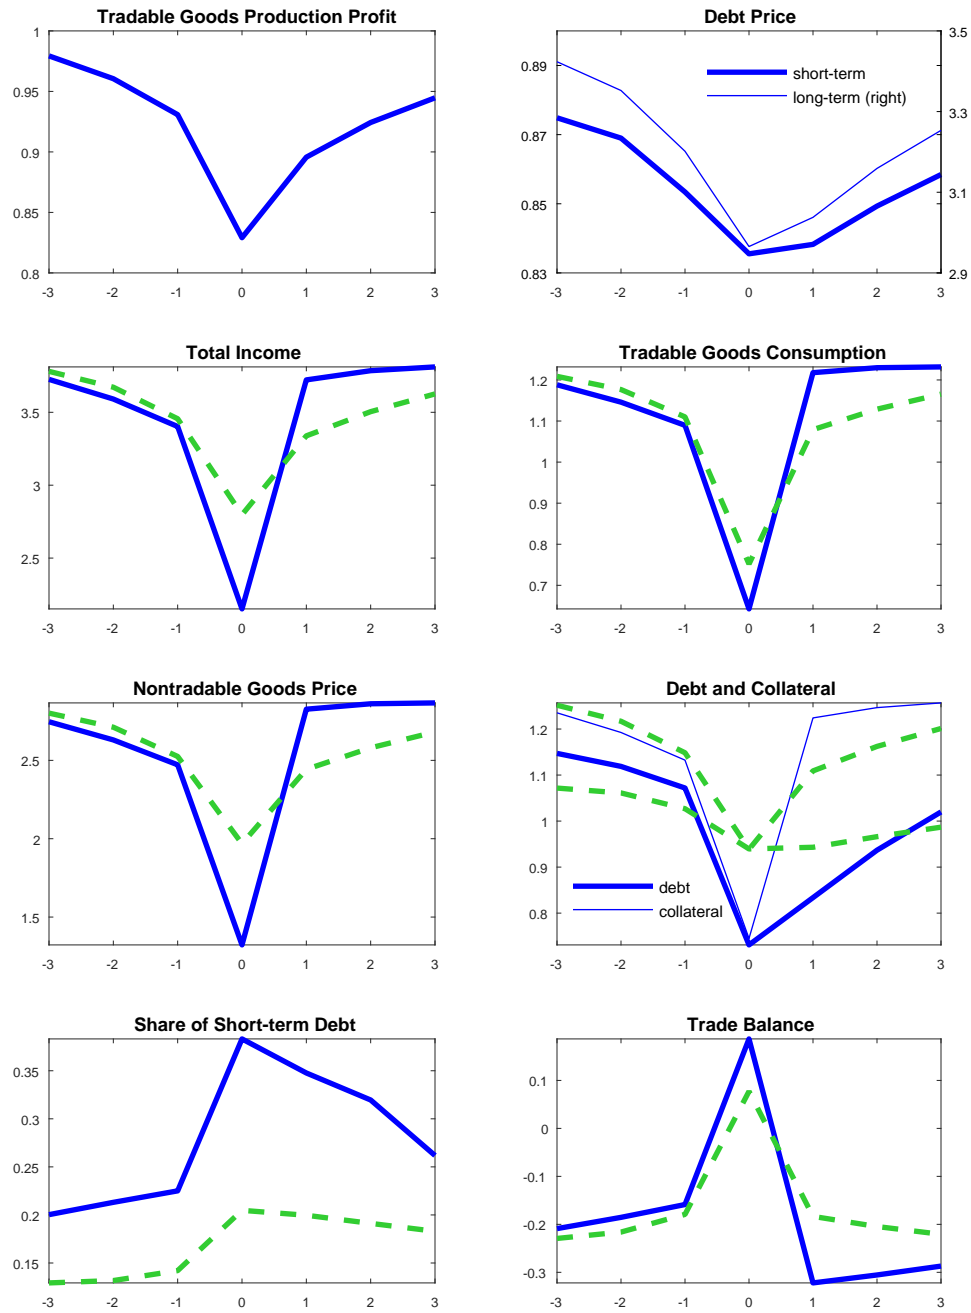 Tradable Goods Production Profit
1
0.95
0.9
0.85
0.8
-3 -2 -1 0 1 2 3
Debt Price
0.89
0.87
0.85
0.83
3.5
3.3
3.1
2.9
short-term
long-term (right)
-3 -2 -1 0 1 2 3
Total Income
3.5
3
2.5
-3 -2 -1 0 1 2 3
Tradable Goods Consumption
1.2
1.1
1
0.9
0.8
0.7
-3 -2 -1 0 1 2 3
Nontradable Goods Price
2.5
2
1.5
-3 -2 -1 0 1 2 3
Debt and Collateral
1.2
1.1
1
0.9
0.8
debt
collateral
-3 -2 -1 0 1 2 3
Share of Short-term Debt
0.35
0.3
0.25
0.2
0.15
-3 -2 -1 0 1 2 3
Trade Balance
0.1
0
-0.1
-0.2
-0.3
-3 -2 -1 0 1 2 3